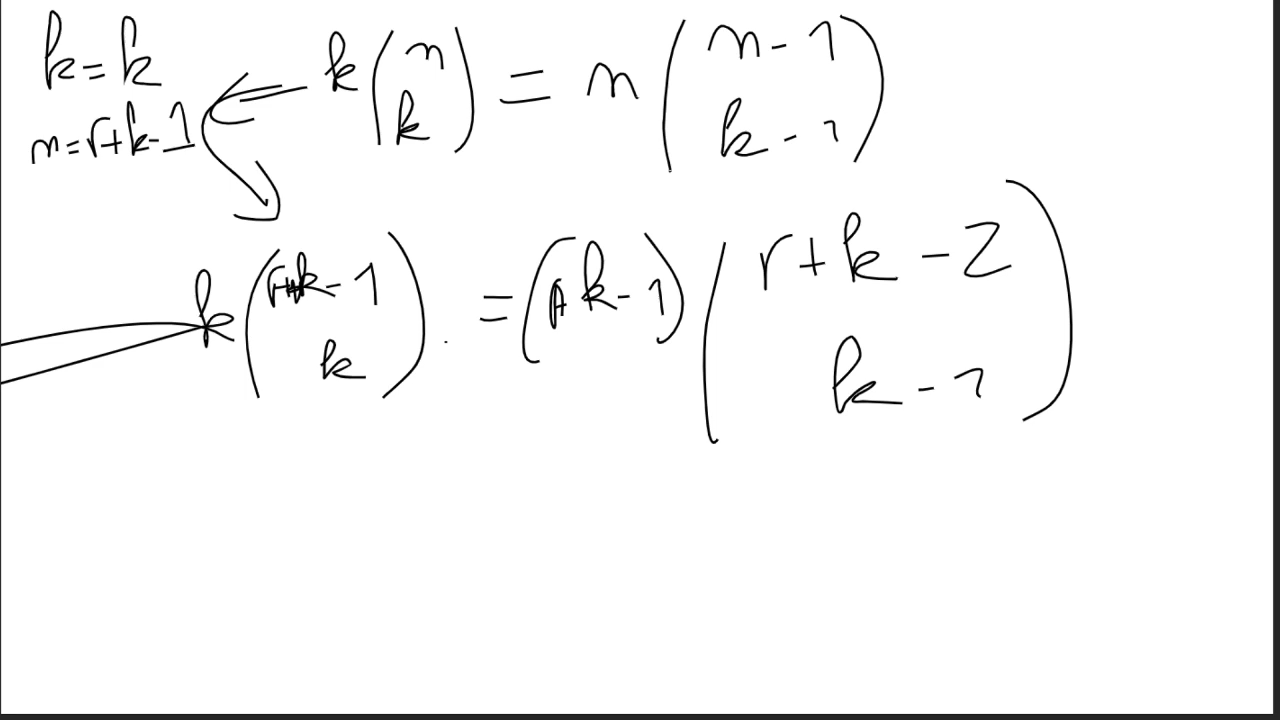 k = k
n = r+k-1
k(n k) = n(n-1 k-1)
k(r+k-1 k) = (r+k-1)(r+k-2 k-1)